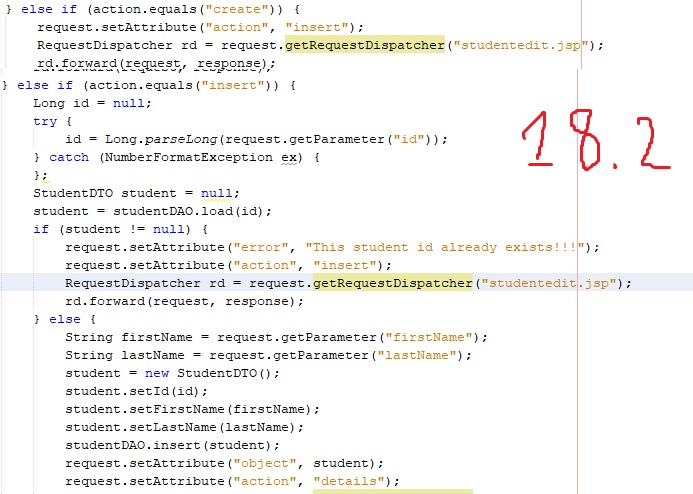 } else if (action.equals("create")) {
request.setAttribute("action", "insert");
RequestDispatcher rd = request.getRequestDispatcher("studentedit.jsp");
rd.forward(request, response);
rd.forward(request, response);
} else if (action.equals("insert")) {
Long id = null;
try {
id = Long.parseLong(request.getParameter("id"));
} catch (NumberFormatException ex) {
};
18.2
StudentDTO student = null;
student = studentDAO.load(id);
if (student != null) {
request.setAttribute("error", "This student id already exists!!!");
request.setAttribute("action", "insert");
RequestDispatcher rd = request.getRequestDispatcher("studentedit.jsp");
rd.forward(request, response);
} else {
String firstName = request.getParameter("firstName");
String lastName = request.getParameter("lastName");
student = new StudentDTO();
student.setId(id);
student.setFirstName(firstName);
student.setLastName(lastName);
studentDAO.insert(student);
request.setAttribute("object", student);
request.setAttribute("action", "details");